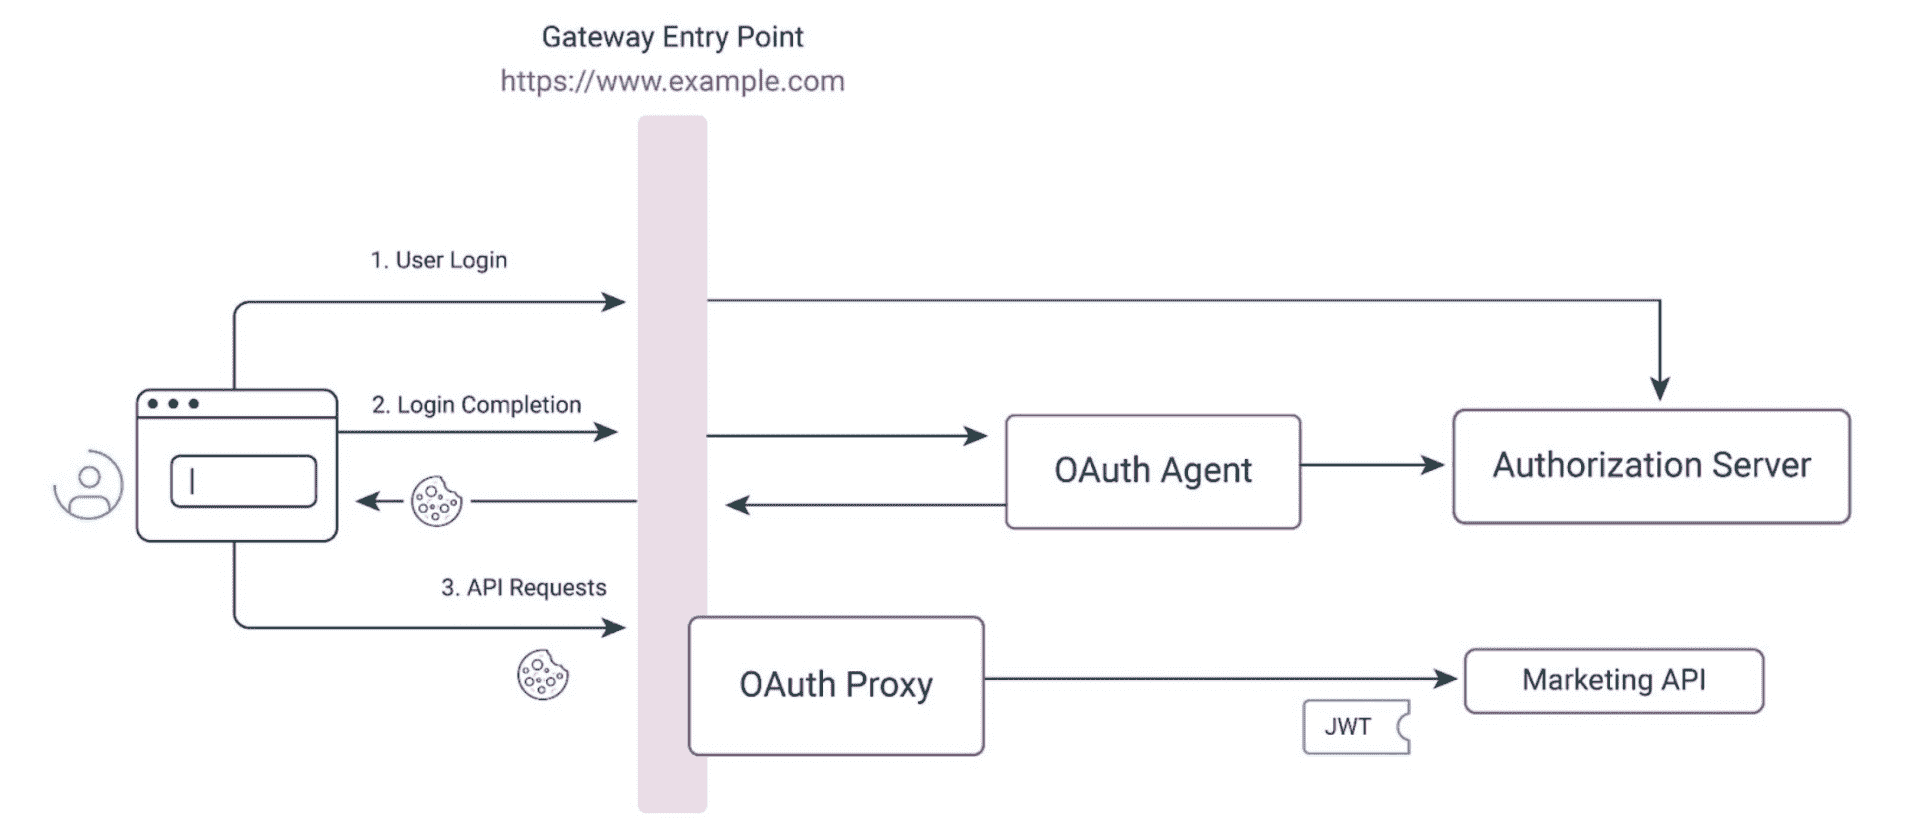 Gateway Entry Point
https://www.example.com
1. User Login
2. Login Completion
OAuth Agent
Authorization Server
3. API Requests
OAuth Proxy
Marketing API
JWT